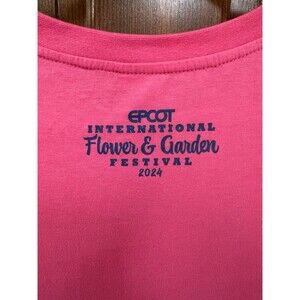 EPCOT
INTERNATIONAL
Flower & Garden
FESTIVAL
2024